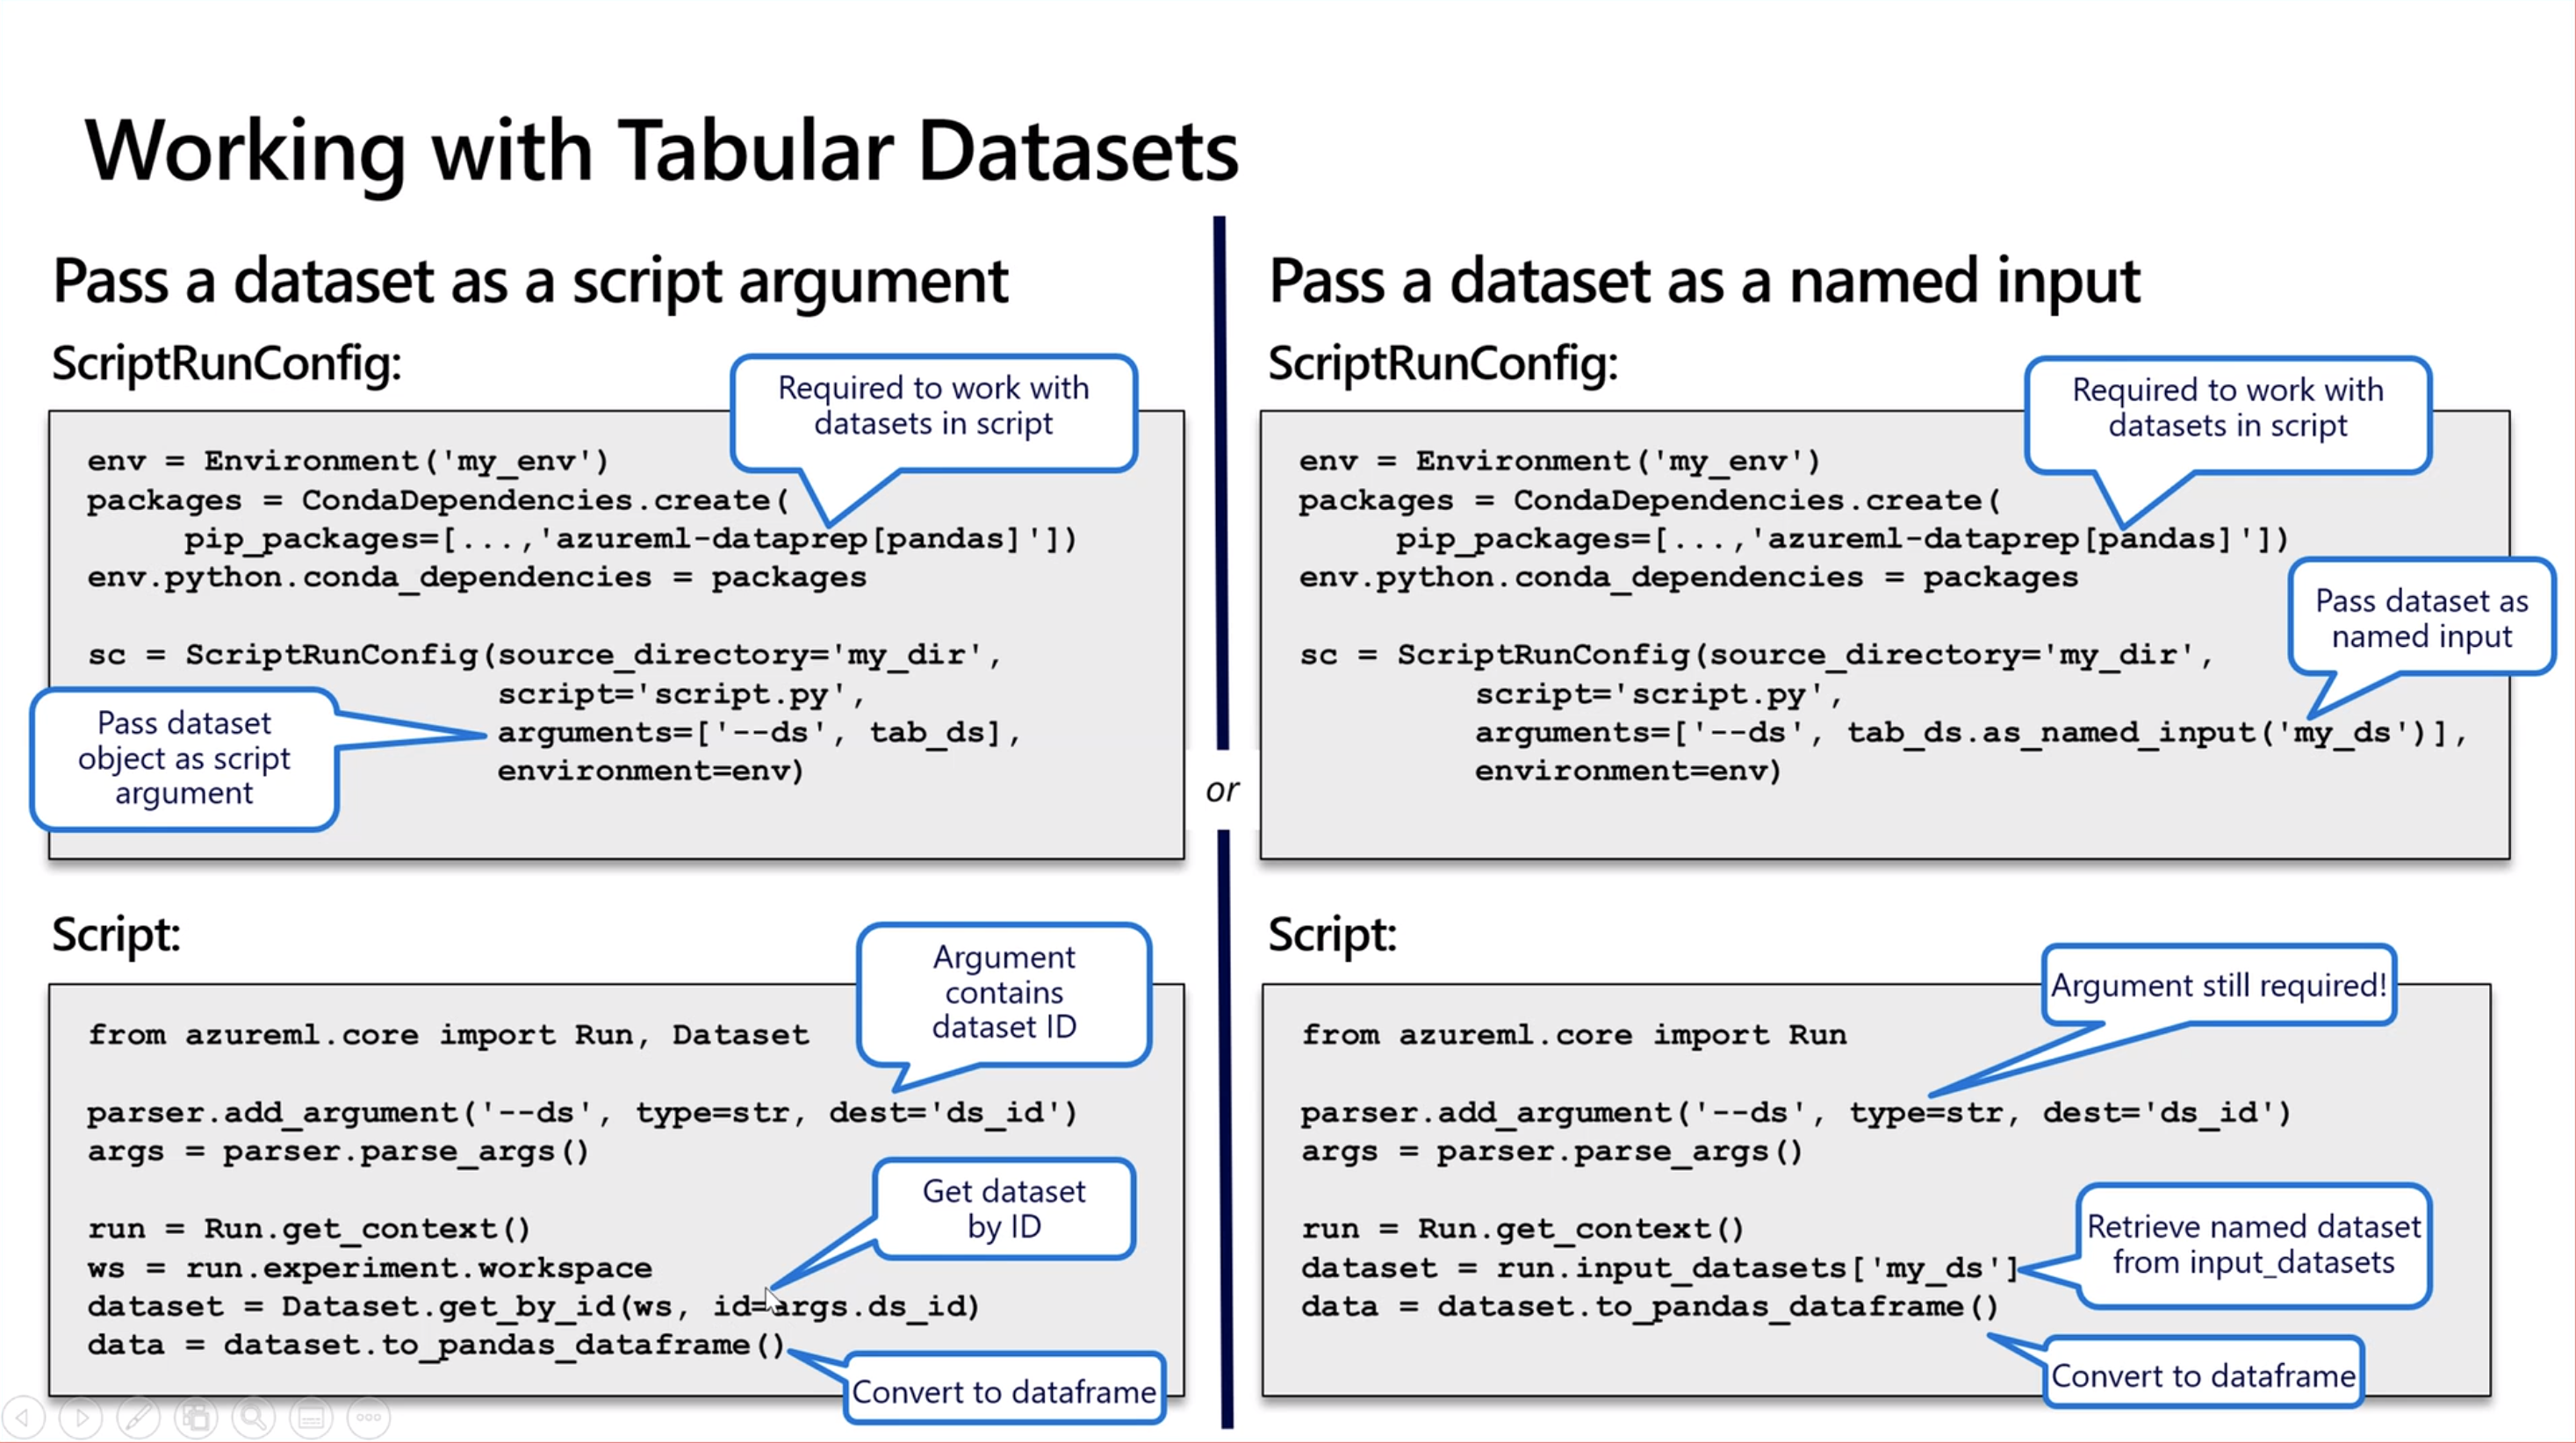 Working with Tabular Datasets
Pass a dataset as a script argument
ScriptRunConfig:
Required to work with
datasets in script
env = Environment('my_env')
packages = CondaDependencies.create(
pip_packages=[...,'azureml-dataprep[pandas]'])
env.python.conda_dependencies = packages
sc = ScriptRunConfig(source_directory='my_dir',
script='script.py',
arguments=['--ds', tab_ds],
environment=env)
Pass dataset
object as script
argument
Script:
Argument
contains
dataset ID
from azureml.core import Run, Dataset
parser.add_argument('--ds', type=str, dest='ds_id')
args = parser.parse_args()
Get dataset
by ID
run = Run.get_context()
ws = run.experiment.workspace
dataset = Dataset.get_by_id(ws, id=args.ds_id)
data = dataset.to_pandas_dataframe()
Convert to dataframe
or
Pass a dataset as a named input
ScriptRunConfig:
Required to work with
datasets in script
env = Environment('my_env')
packages = CondaDependencies.create(
pip_packages=[...,'azureml-dataprep[pandas]'])
env.python.conda_dependencies = packages
Pass dataset as
named input
sc = ScriptRunConfig(source_directory='my_dir',
script='script.py',
arguments=['--ds', tab_ds.as_named_input('my_ds')],
environment=env)
Script:
Argument still required!
from azureml.core import Run
parser.add_argument('--ds', type=str, dest='ds_id')
args = parser.parse_args()
run = Run.get_context()
dataset = run.input_datasets['my_ds']
data = dataset.to_pandas_dataframe()
Retrieve named dataset
from input_datasets
Convert to dataframe